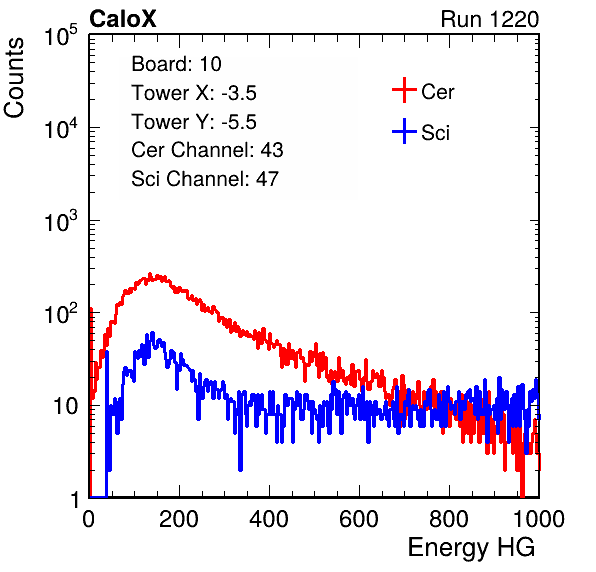 CaloX Run 1220
Counts
10^5
10^4
10^3
10^2
10
1
Board: 10
Tower X: -3.5
Tower Y: -5.5
Cer Channel: 43
Sci Channel: 47
Cer
Sci
0 200 400 600 800 1000
Energy HG